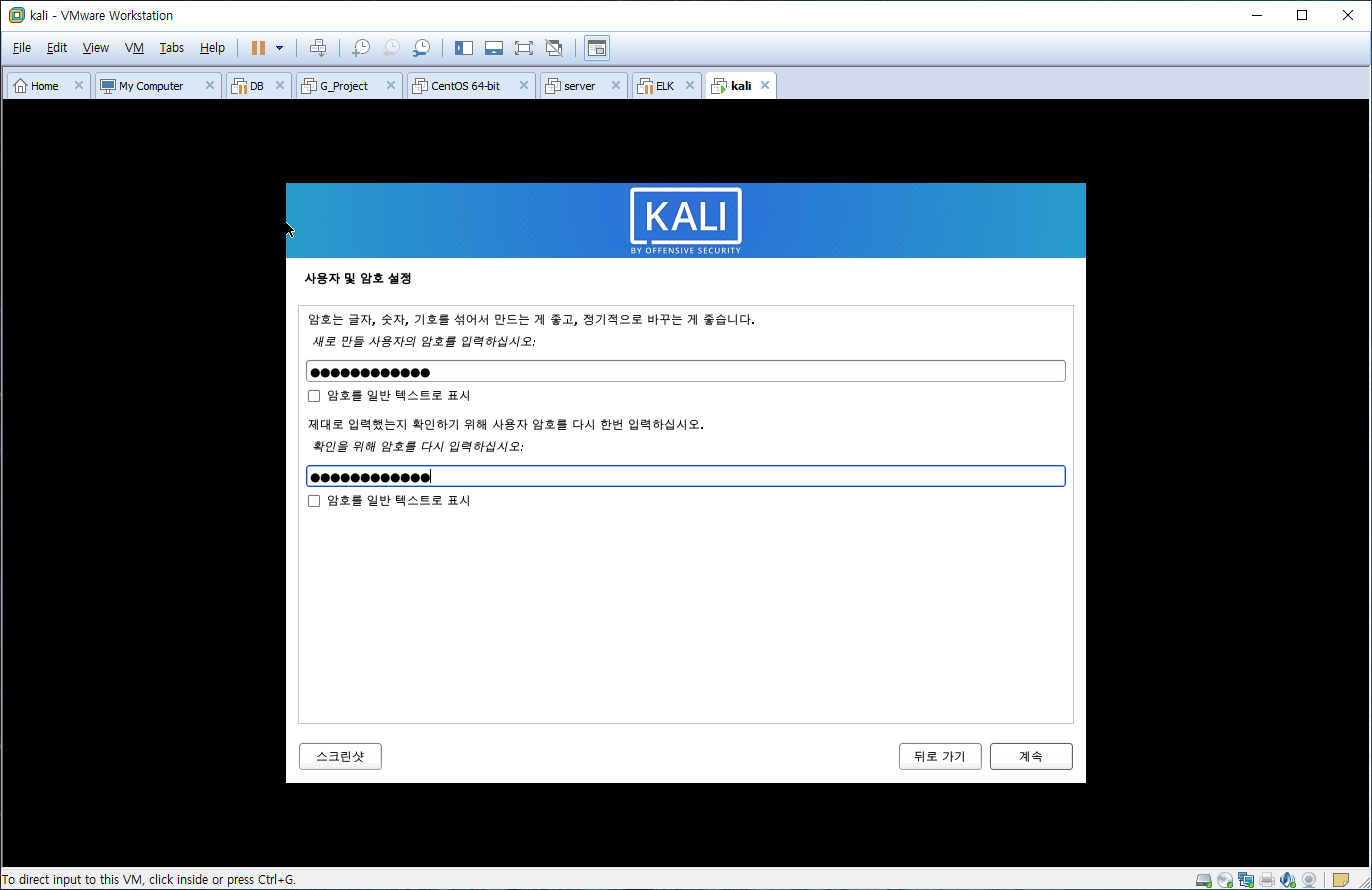 kali - VMware Workstation
File Edit View VM Tabs Help
Home My Computer DB G_Project CentOS 64-bit server ELK kali
KALI
BY OFFENSIVE SECURITY
사용자 및 암호 설정
암호는 글자, 숫자, 기호를 섞어서 만드는 게 좋고, 정기적으로 바꾸는 게 좋습니다.
새로 만들 사용자의 암호를 입력하십시오:
●●●●●●●●●●●●
암호를 일반 텍스트로 표시
제대로 입력했는지 확인하기 위해 사용자 암호를 다시 한번 입력하십시오.
확인을 위해 암호를 다시 입력하십시오:
●●●●●●●●●●●●
암호를 일반 텍스트로 표시
스크린샷 뒤로 가기 계속
To direct input to this VM, click inside or press Ctrl+G.